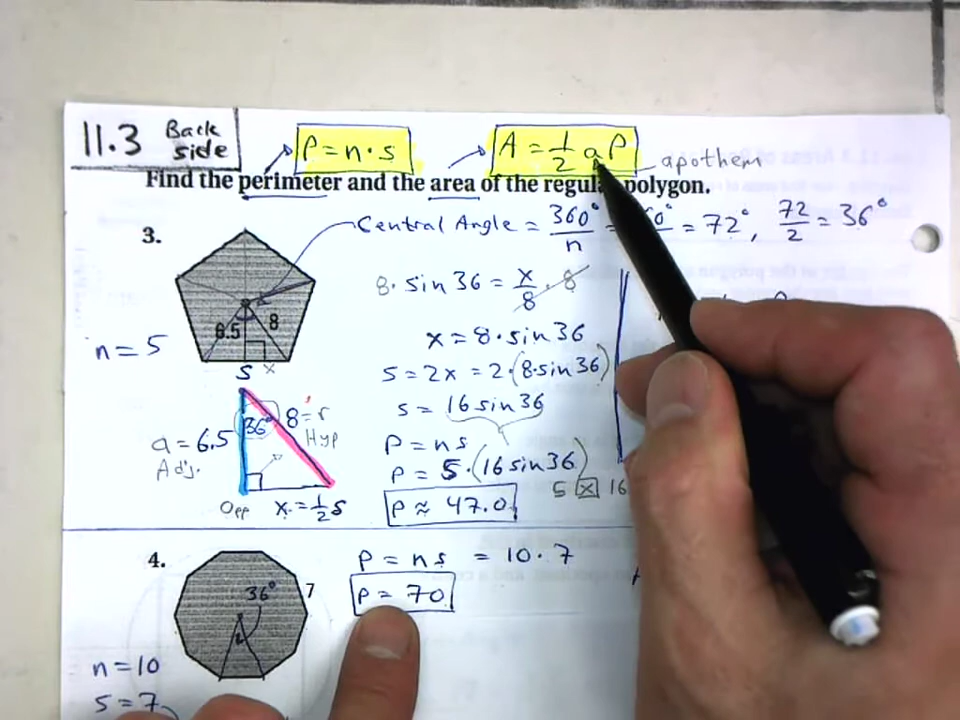 11.3 Back side
P = n · s
A = 1/2 a P
apothem
Find the perimeter and the area of the regular polygon.
3.
Central Angle = 360°/n = = 72°, 72/2 = 36°
6.5 8
n = 5
s x
8 · sin 36 = x/8 · 8
x = 8 · sin 36
s = 2x = 2 · (8 · sin 36)
s = 16 sin 36
P = ns
P = 5 · (16 sin 36)
5 [x] 16
P ≈ 47.0
36° 8 = r
Hyp
a = 6.5
Adj.
Opp x = 1/2 s
4.
36° 7
P = ns = 10 · 7
P = 70
n = 10
s = 7